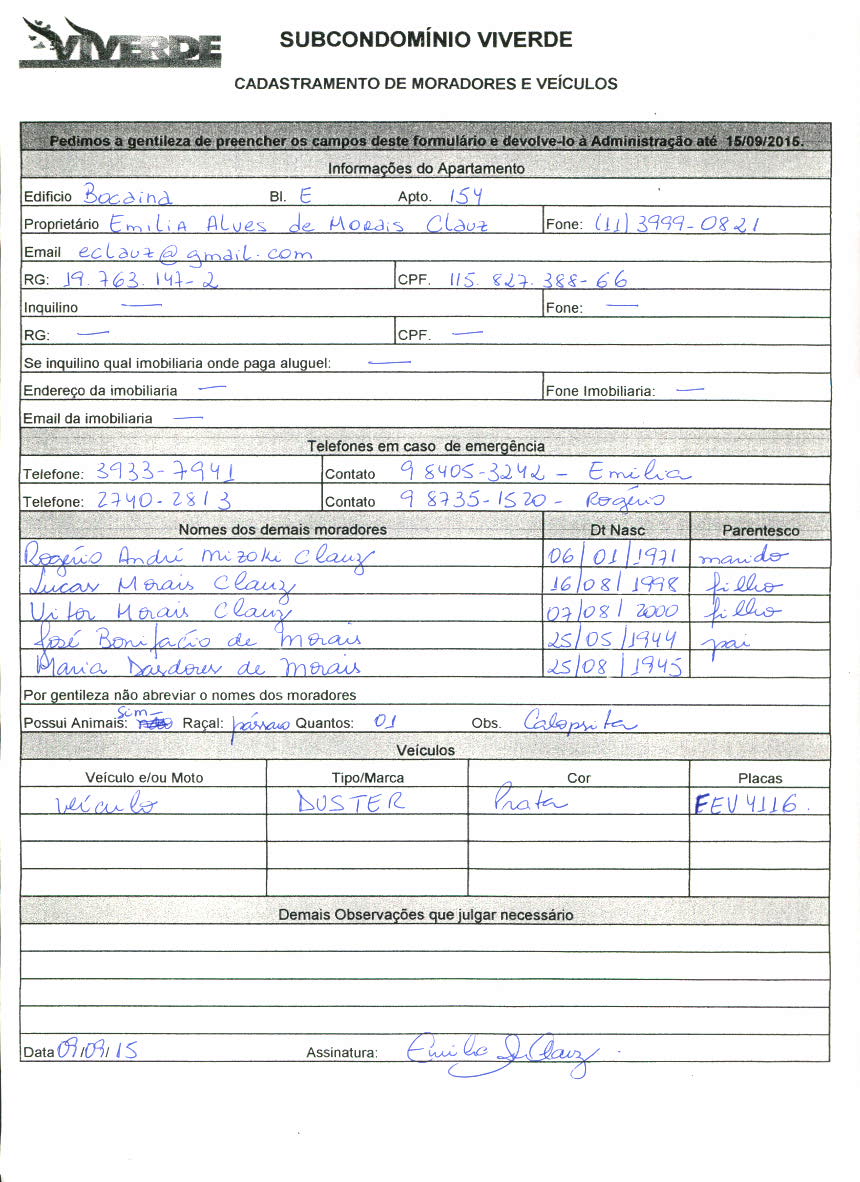 VIVERDE
SUBCONDOMÍNIO VIVERDE
CADASTRAMENTO DE MORADORES E VEÍCULOS
Pedimos a gentileza de preencher os campos deste formulário e devolve-lo à Administração até 15/09/2015.
Informações do Apartamento
Edificio Bocaina Bl. E Apto. 154
Proprietário Emilia Alves de Morais Clauz Fone: (11) 3999-0821
Email eclauz@gmail.com
RG: 19.763.147-2 CPF. 115.827.388-66
Inquilino — Fone: —
RG: — CPF. —
Se inquilino qual imobiliaria onde paga aluguel: —
Endereço da imobiliaria — Fone Imobiliaria: —
Email da imobiliaria —
Telefones em caso de emergência
Telefone: 3933-7941 Contato 9 8405-3242 - Emilia
Telefone: 2740-2813 Contato 9 8735-1520 - Rogério
Nomes dos demais moradores Dt Nasc Parentesco
Rogério André Mizoki Clauz 06/01/1971 marido
Lucas Morais Clauz 16/08/1998 filho
Vitor Morais Clauz 07/08/2000 filho
José Bonifacio de Morais 25/05/1944 pai
Maria Dasdores de Morais 25/08/1945
Por gentileza não abreviar o nomes dos moradores
Possui Animais: Sim Raçal: pássaro Quantos: 01 Obs. Calopsita
Veículos
Veículo e/ou Moto Tipo/Marca Cor Placas
veículo DUSTER Prata FEV 4116.
Demais Observações que julgar necessário
Data 09/09/15 Assinatura: Emilia Clauz